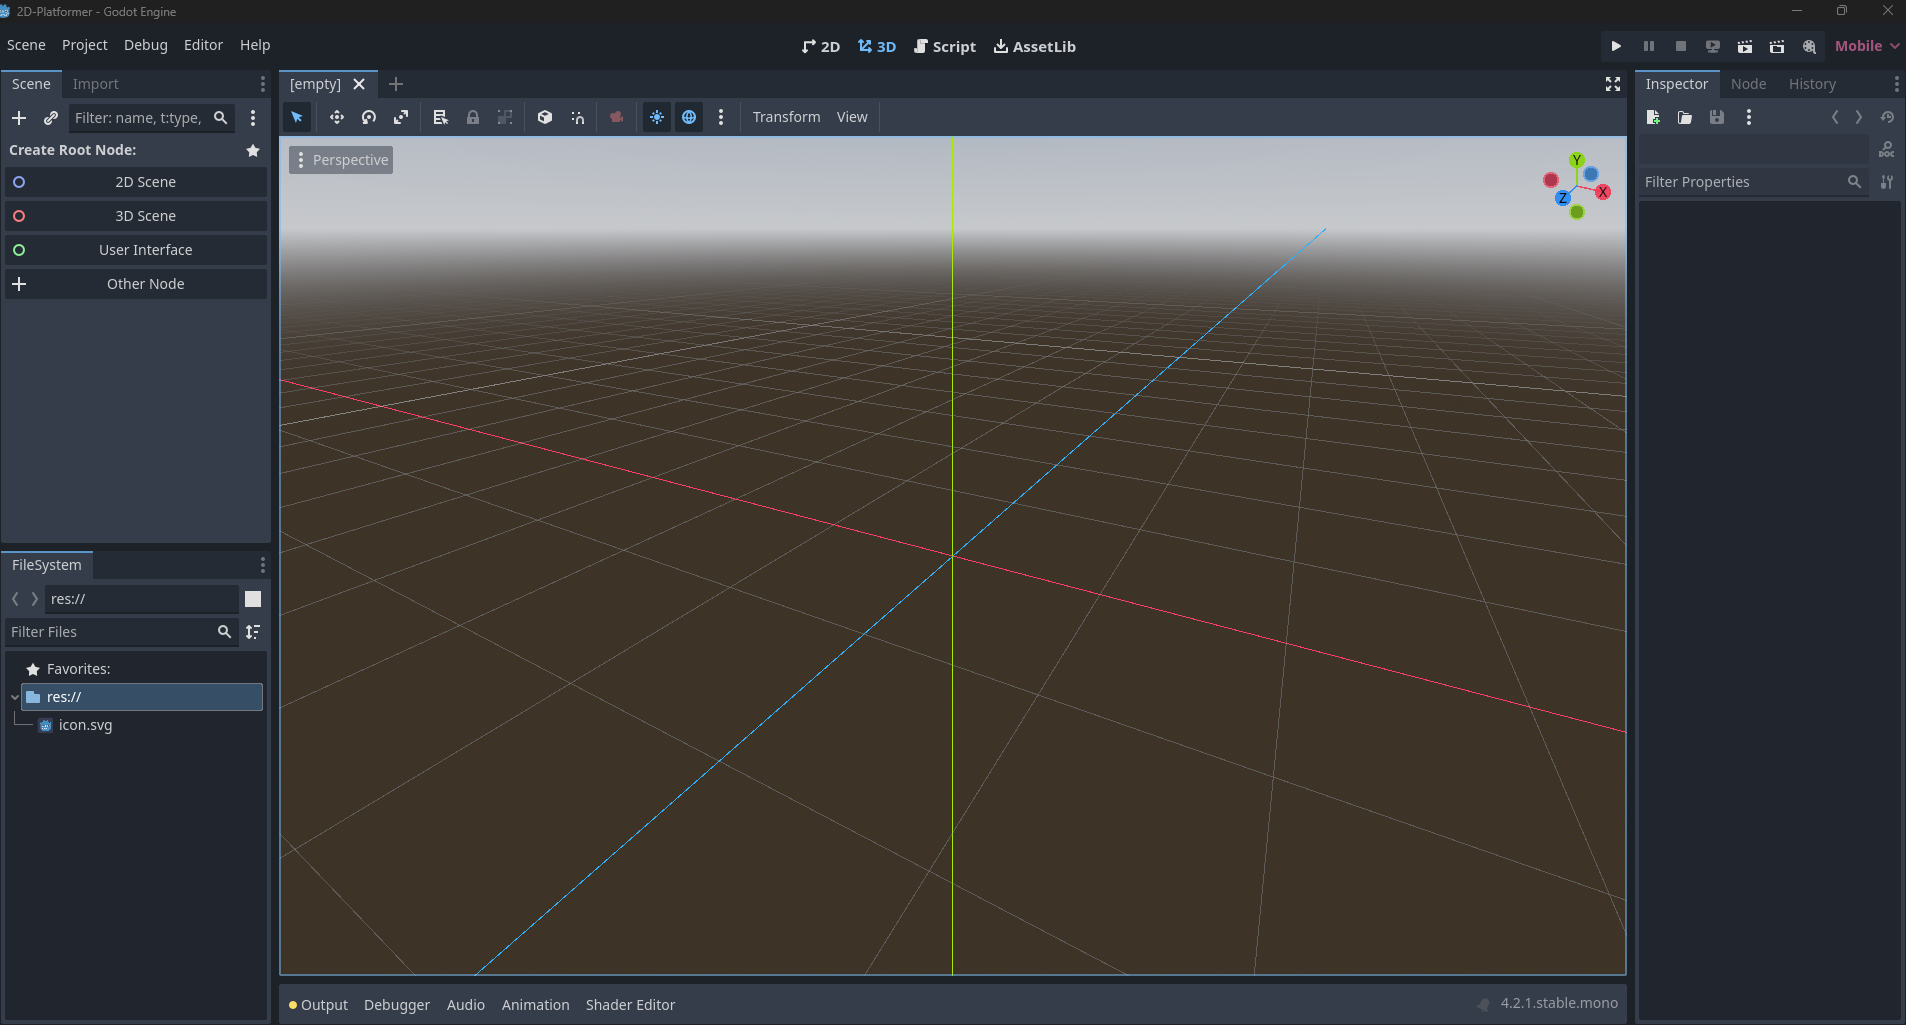 2D-Platformer - Godot Engine
Scene Project Debug Editor Help
2D 3D Script AssetLib
Mobile
Scene Import
Filter: name, t:type,
Create Root Node:
2D Scene
3D Scene
User Interface
Other Node
FileSystem
res://
Filter Files
Favorites:
res://
icon.svg
[empty]
Transform View
Perspective
Y
X
Z
Output Debugger Audio Animation Shader Editor
4.2.1.stable.mono
Inspector Node History
DOC
Filter Properties